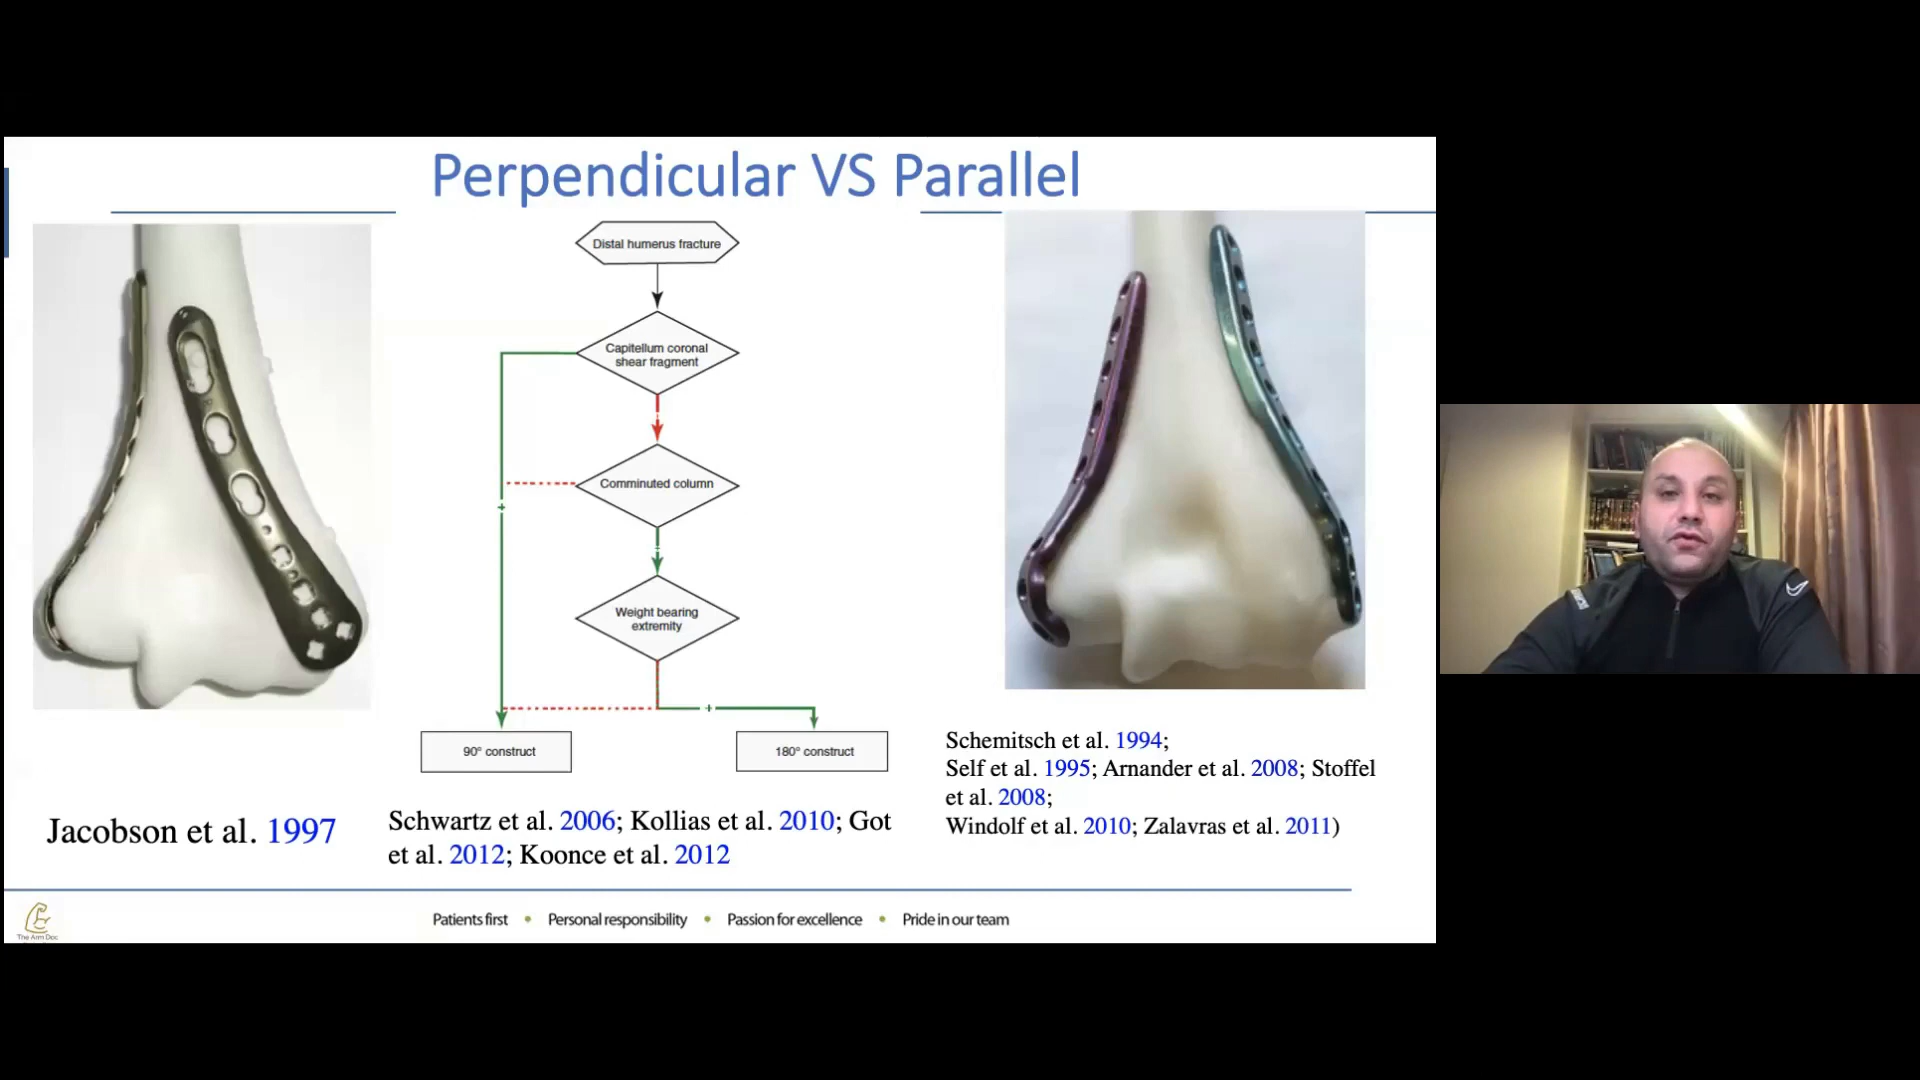 Perpendicular VS Parallel
Distal humerus fracture
Capitellum coronal
shear fragment
Comminuted column
+
Weight bearing
extremity
+
90° construct
180° construct
Jacobson et al. 1997
Schwartz et al. 2006; Kollias et al. 2010; Got
et al. 2012; Koonce et al. 2012
Schemitsch et al. 1994;
Self et al. 1995; Arnander et al. 2008; Stoffel
et al. 2008;
Windolf et al. 2010; Zalavras et al. 2011)
The Arm Doc
Patients first • Personal responsibility • Passion for excellence • Pride in our team